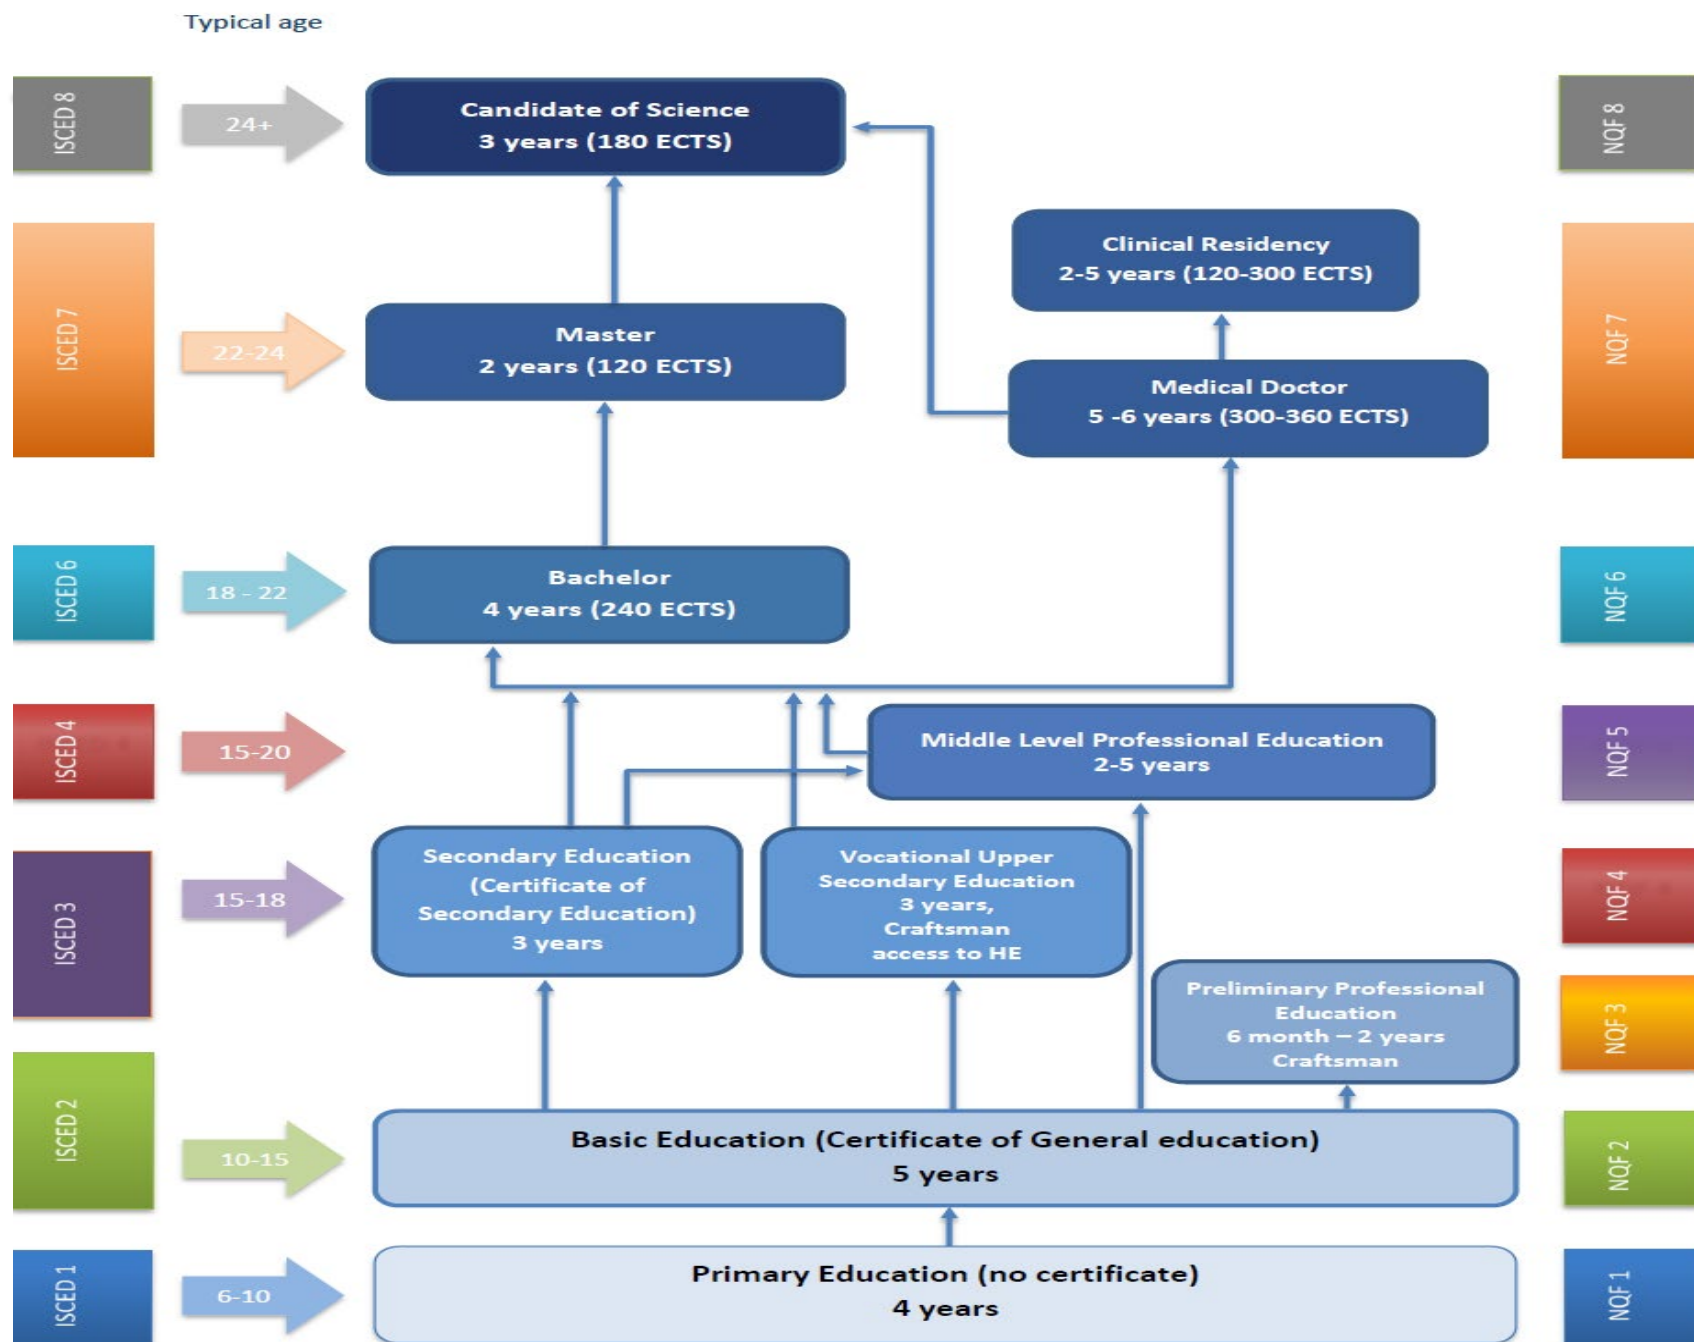 Typical age
ISCED 8
24+
Candidate of Science
3 years (180 ECTS)
NQF 8
Clinical Residency
2-5 years (120-300 ECTS)
ISCED 7
22-24
Master
2 years (120 ECTS)
Medical Doctor
5 -6 years (300-360 ECTS)
NQF 7
ISCED 6
18 - 22
Bachelor
4 years (240 ECTS)
NQF 6
ISCED 4
15-20
Middle Level Professional Education
2-5 years
NQF 5
ISCED 3
15-18
Secondary Education
(Certificate of
Secondary Education)
3 years
Vocational Upper
Secondary Education
3 years,
Craftsman
access to HE
NQF 4
Preliminary Professional
Education
6 month – 2 years
Craftsman
NQF 3
ISCED 2
10-15
Basic Education (Certificate of General education)
5 years
NQF 2
ISCED 1
6-10
Primary Education (no certificate)
4 years
NQF 1